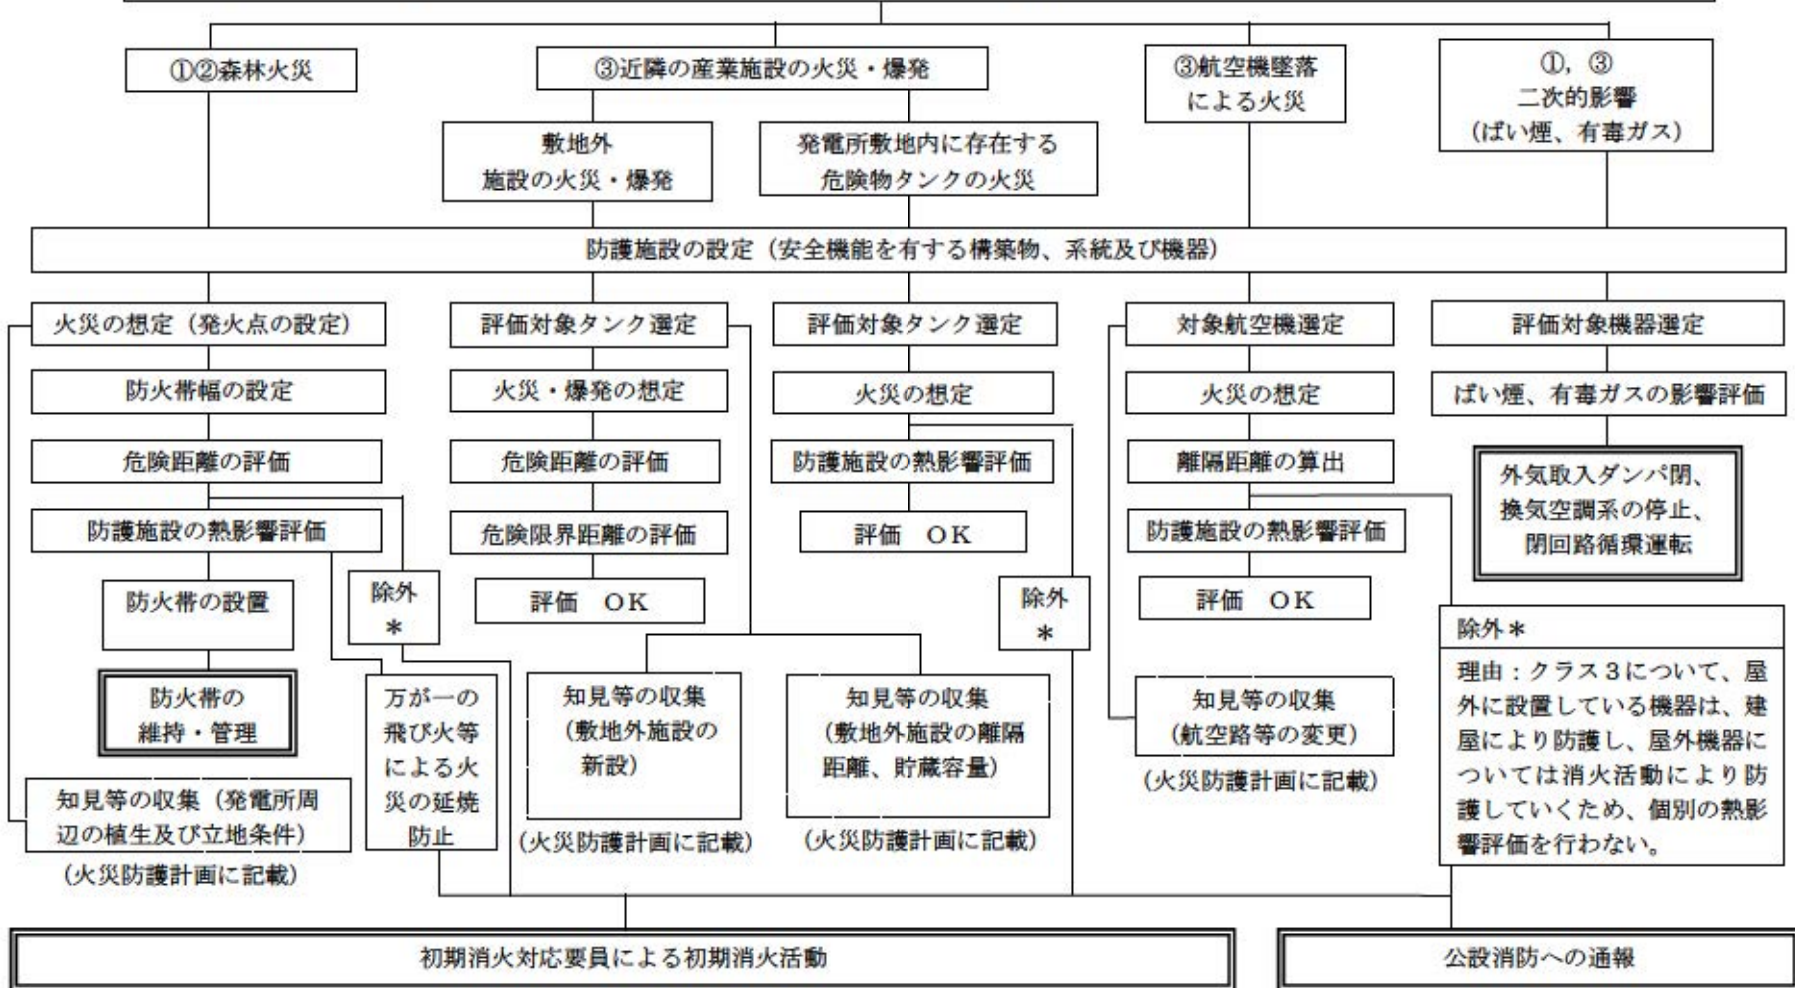 ①②森林火災
③近隣の産業施設の火災・爆発
敷地外
施設の火災・爆発
発電所敷地内に存在する
危険物タンクの火災
③航空機墜落
による火災
①，③
二次的影響
(ばい煙、有毒ガス)
防護施設の設定（安全機能を有する構築物、系統及び機器）
火災の想定（発火点の設定）
防火帯幅の設定
危険距離の評価
防護施設の熱影響評価
防火帯の設置
防火帯の
維持・管理
知見等の収集（発電所周
辺の植生及び立地条件）
(火災防護計画に記載)
除外
＊
万が一の
飛び火等
による火
災の延焼
防止
評価対象タンク選定
火災・爆発の想定
危険距離の評価
危険限界距離の評価
評価　ＯＫ
知見等の収集
(敷地外施設の
新設)
(火災防護計画に記載)
知見等の収集
(敷地外施設の離隔
距離、貯蔵容量)
(火災防護計画に記載)
評価対象タンク選定
火災の想定
防護施設の熱影響評価
評価　ＯＫ
除外
＊
対象航空機選定
火災の想定
離隔距離の算出
防護施設の熱影響評価
評価　ＯＫ
知見等の収集
(航空路等の変更)
(火災防護計画に記載)
評価対象機器選定
ばい煙、有毒ガスの影響評価
外気取入ダンパ閉、
換気空調系の停止、
閉回路循環運転
除外＊
理由：クラス３について、屋
外に設置している機器は、建
屋により防護し、屋外機器に
ついては消火活動により防
護していくため、個別の熱影
響評価を行わない。
初期消火対応要員による初期消火活動
公設消防への通報